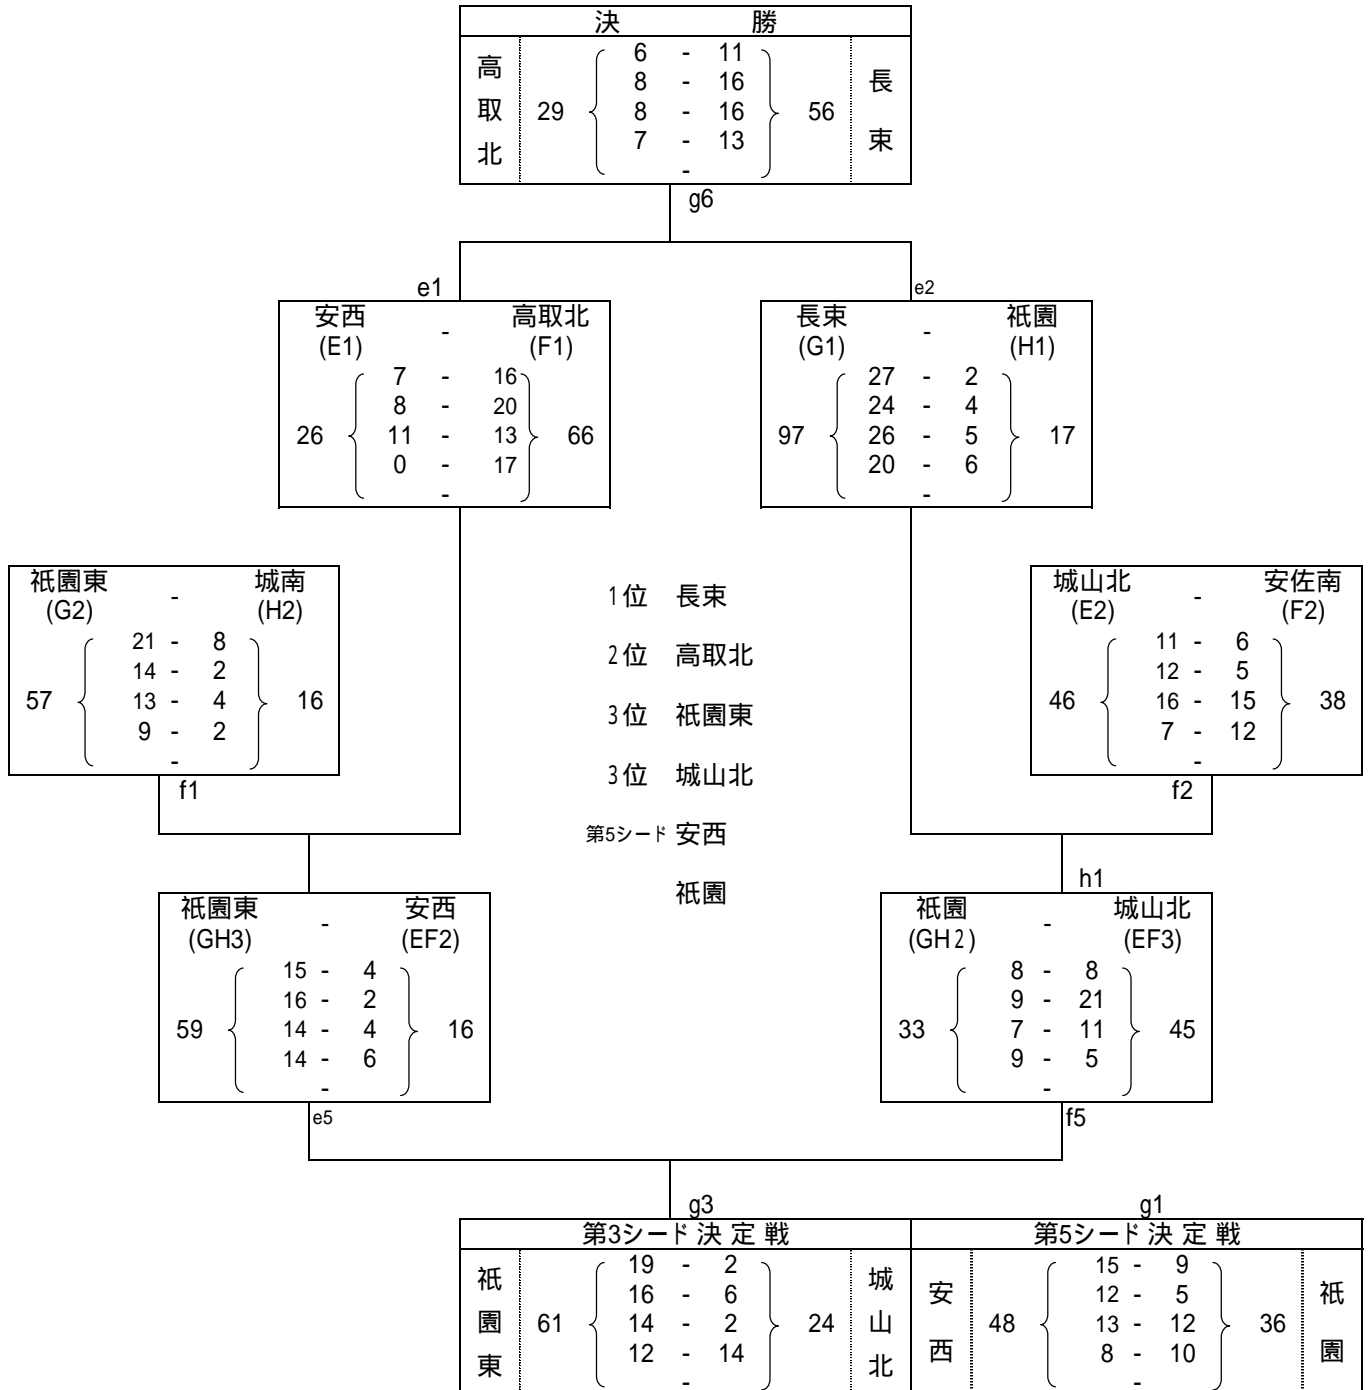 決 勝
高取北 29 6 - 11 56 長束
8 - 16
8 - 16
7 - 13
-
g6
e1 e2
安西 - 高取北
(E1) (F1)
7 - 16
8 - 20
26 11 - 13 66
0 - 17
-
長束 - 祇園
(G1) (H1)
27 - 2
24 - 4
97 26 - 5 17
20 - 6
-
祇園東 - 城南
(G2) (H2)
21 - 8
14 - 2
57 13 - 4 16
9 - 2
-
f1
1位 長束
2位 高取北
3位 祇園東
3位 城山北
第5シード 安西
祇園
城山北 - 安佐南
(E2) (F2)
11 - 6
12 - 5
46 16 - 15 38
7 - 12
-
f2
祇園東 - 安西
(GH3) (EF2)
15 - 4
16 - 2
59 14 - 4 16
14 - 6
-
e5
h1
祇園 - 城山北
(GH2) (EF3)
8 - 8
9 - 21
33 7 - 11 45
9 - 5
-
f5
g3
第3シード決定戦
祇園東 61 19 - 2 24 城山北
16 - 6
14 - 2
12 - 14
-
g1
第5シード決定戦
安西 48 15 - 9 36 祇園
12 - 5
13 - 12
8 - 10
-